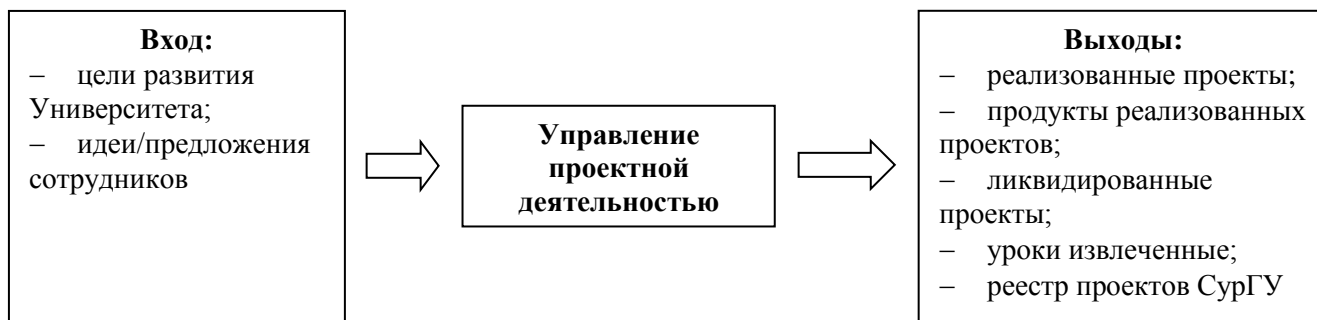 Вход:
– цели развития
Университета;
– идеи/предложения
сотрудников
Управление
проектной
деятельностью
Выходы:
– реализованные проекты;
– продукты реализованных
проектов;
– ликвидированные
проекты;
– уроки извлеченные;
– реестр проектов СурГУ